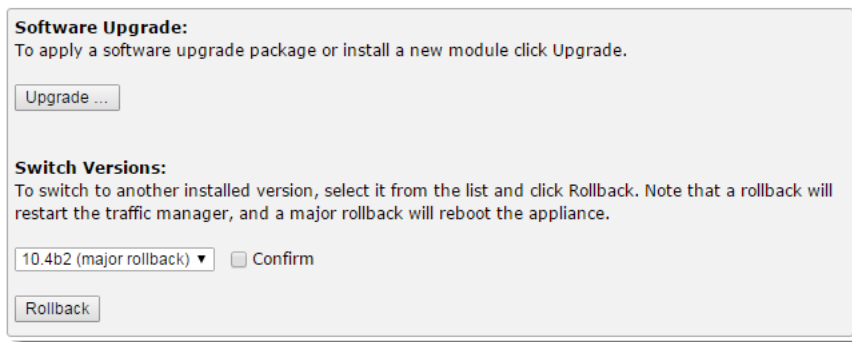 Software Upgrade:
To apply a software upgrade package or install a new module click Upgrade.
Upgrade ...
Switch Versions:
To switch to another installed version, select it from the list and click Rollback. Note that a rollback will
restart the traffic manager, and a major rollback will reboot the appliance.
10.4b2 (major rollback) ▼ Confirm
Rollback